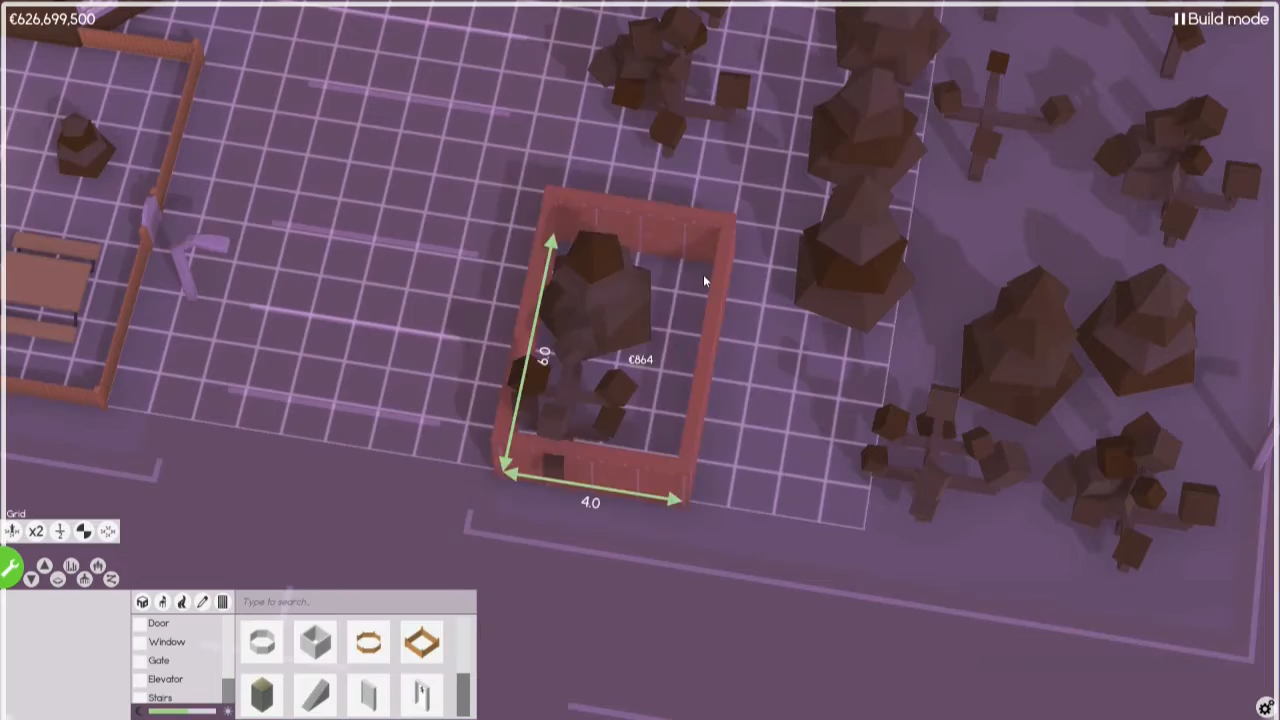 €626,699,500
Build mode
6.0
€864
4.0
Grid
x2
Type to search..
Door
Window
Gate
Elevator
Stairs